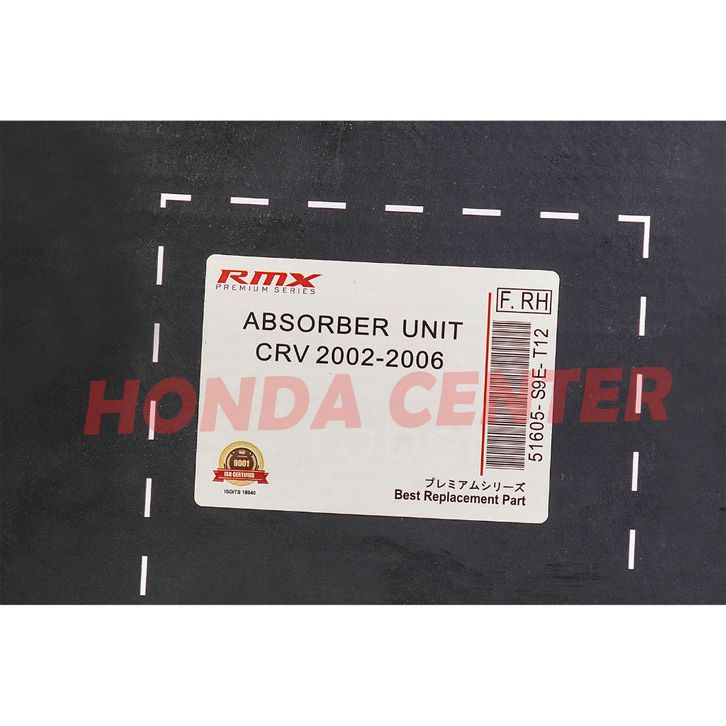 RMX
PREMIUM SERIES
F. RH
ABSORBER UNIT
CRV 2002-2006
51605- S9E- T12
HONDA CENTER
9001
ISO CERTIFIED
ISO/TS 16940
プレミアムシリーズ
Best Replacement Part